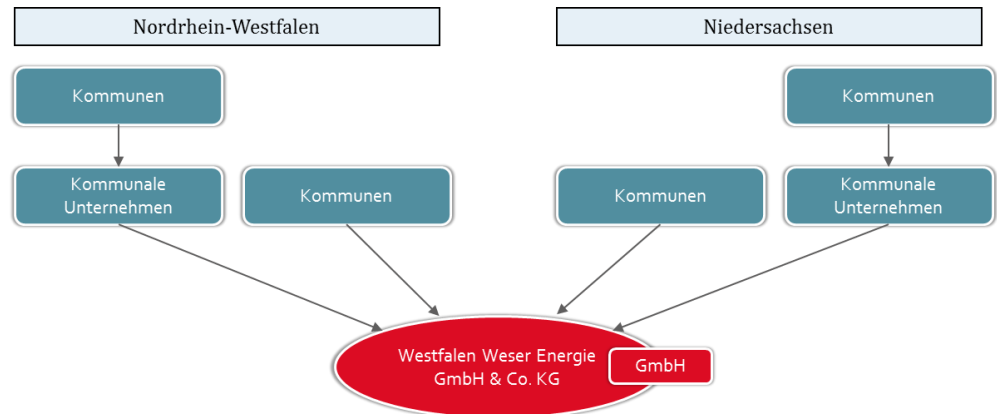 Nordrhein-Westfalen
Niedersachsen
Kommunen
Kommunen
Kommunale
Unternehmen
Kommunen
Kommunen
Kommunale
Unternehmen
Westfalen Weser Energie
GmbH & Co. KG
GmbH